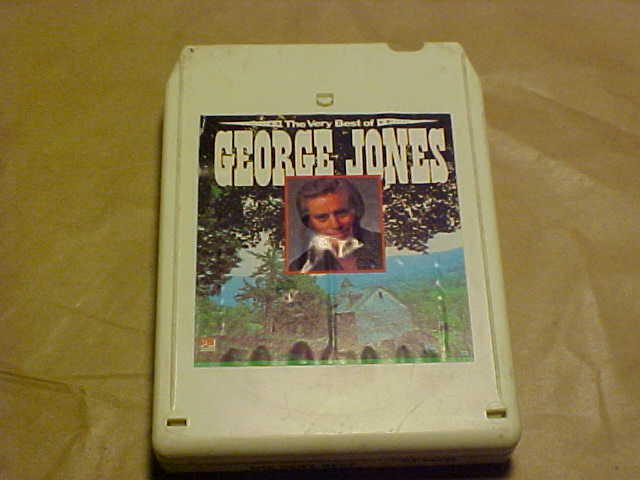 The Very Best of
GEORGE JONES